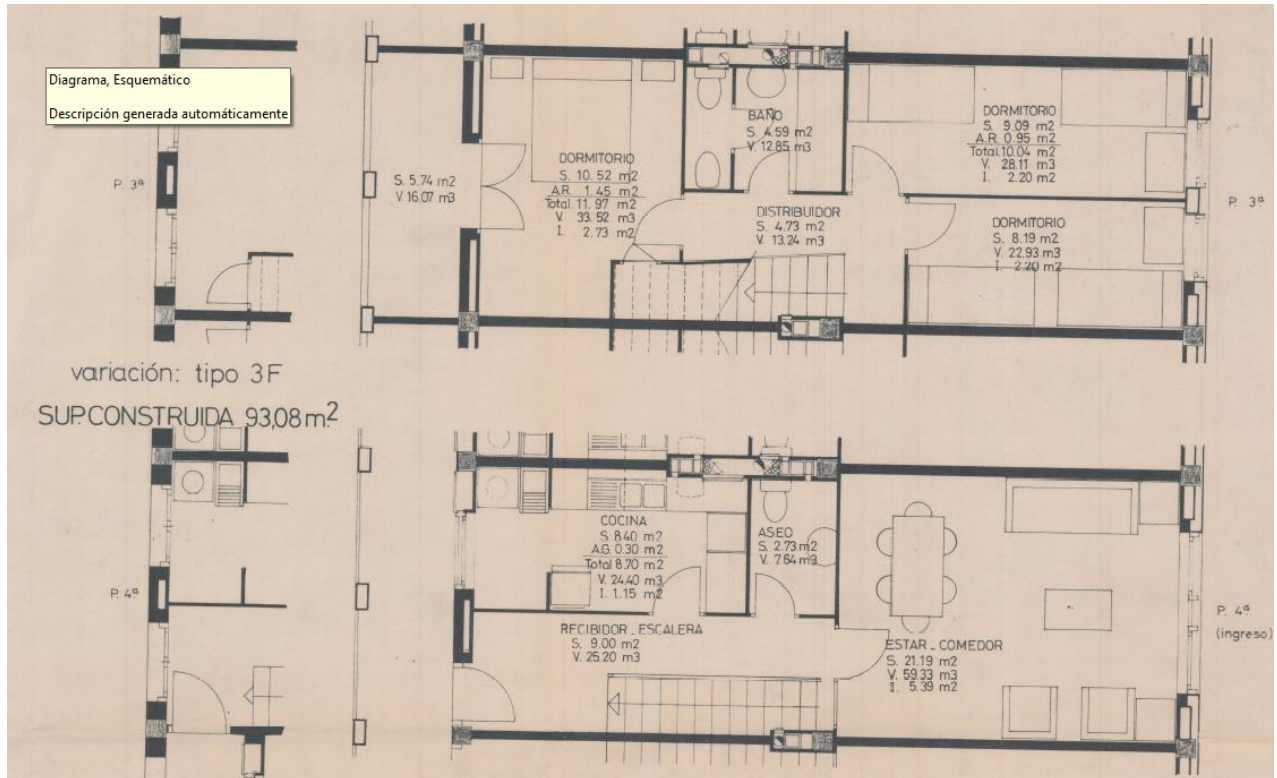 Diagrama, Esquemático
Descripción generada automáticamente
P. 3ª
S. 5.74 m2
V. 16.07 m3
DORMITORIO
S. 10.52 m2
A.R. 1.45 m2
Total. 11.97 m2
V. 33.52 m3
I. 2.73 m2
BAÑO
S. 4.59 m2
V. 12.85 m3
DISTRIBUIDOR
S. 4.73 m2
V. 13.24 m3
DORMITORIO
S. 9.09 m2
A.R. 0.95 m2
Total 10.04 m2
V. 28.11 m3
I. 2.20 m2
DORMITORIO
S. 8.19 m2
V. 22.93 m3
I. 2.20 m2
P. 3ª
variación: tipo 3F
SUP.CONSTRUIDA 93,08 m.2
P. 4ª
COCINA
S. 8.40 m2
A.G. 0.30 m2
Total 8.70 m2
V. 24.40 m3
I. 1.15 m2
ASEO
S. 2.73 m2
V. 7.64 m3
RECIBIDOR _ ESCALERA
S. 9.00 m2
V. 25.20 m3
ESTAR _ COMEDOR
S. 21.19 m2
V. 59.33 m3
I. 5.39 m2
P. 4ª
(ingreso)